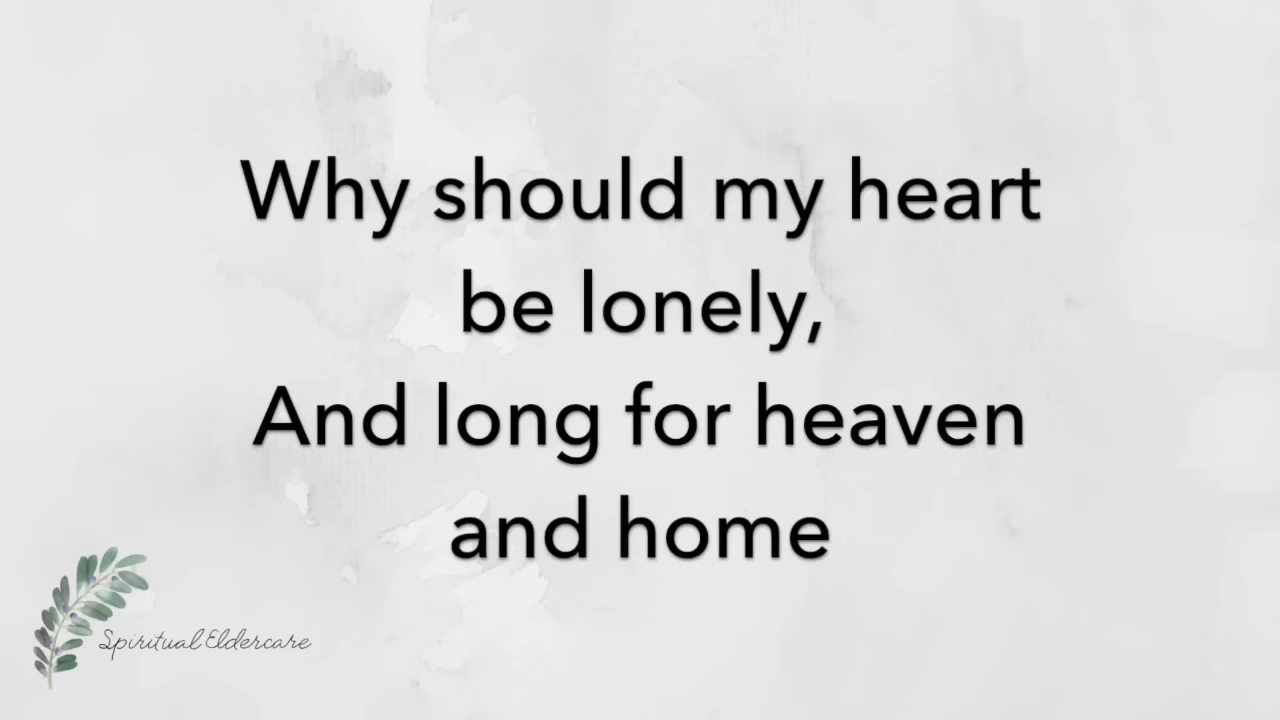 Why should my heart
be lonely,
And long for heaven
and home
Spiritual Eldercare